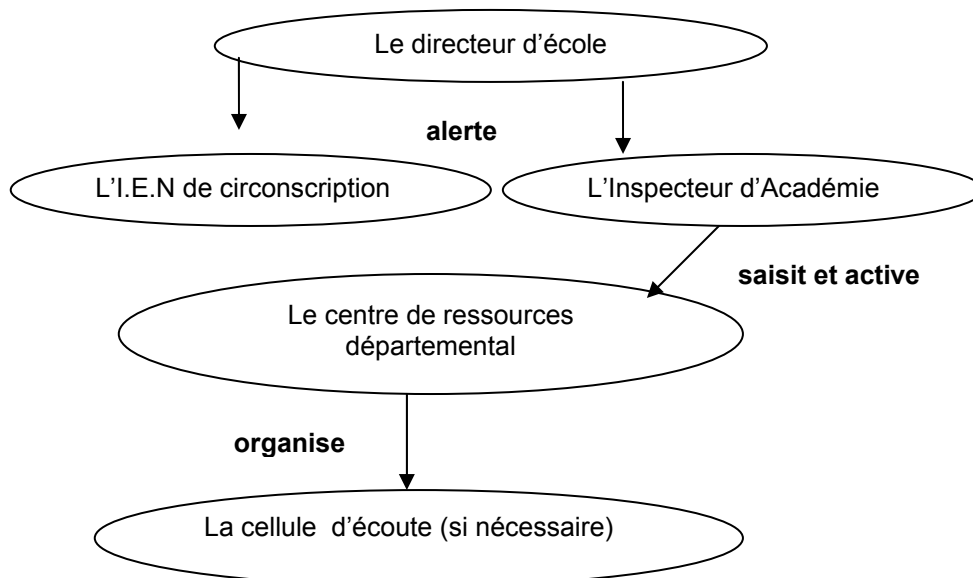 Le directeur d’école
alerte
L’I.E.N de circonscription
L’Inspecteur d’Académie
saisit et active
Le centre de ressources
départemental
organise
La cellule  d’écoute (si nécessaire)